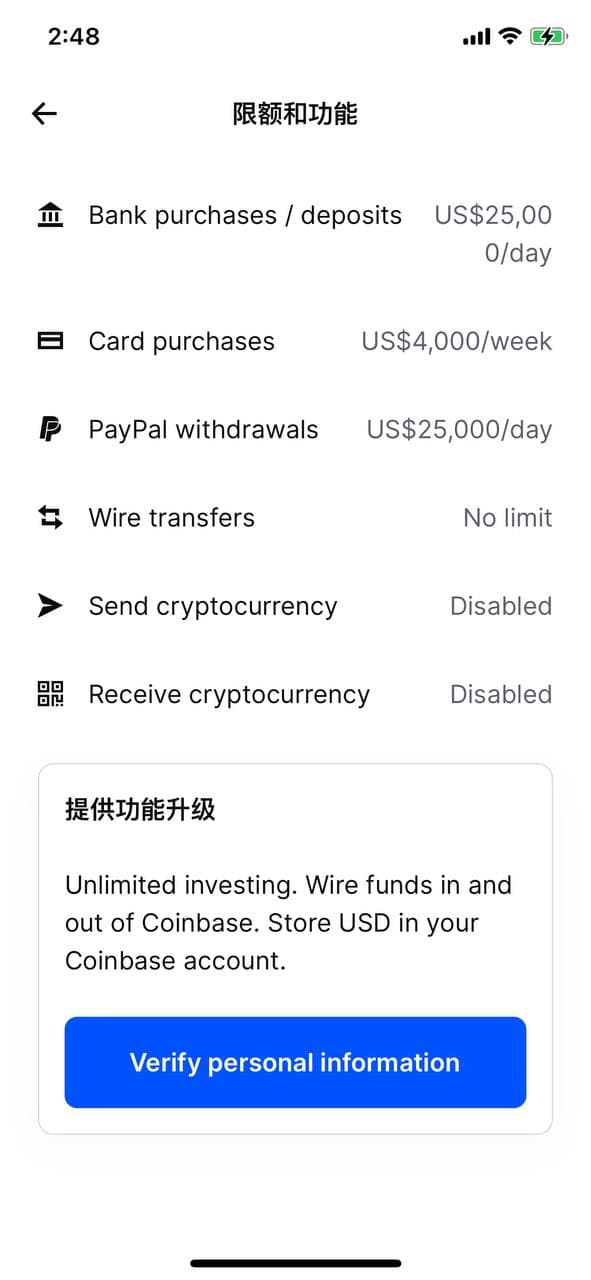 2:48
限额和功能
Bank purchases / deposits US$25,00
0/day
Card purchases US$4,000/week
PayPal withdrawals US$25,000/day
Wire transfers No limit
Send cryptocurrency Disabled
Receive cryptocurrency Disabled
提供功能升级
Unlimited investing. Wire funds in and
out of Coinbase. Store USD in your
Coinbase account.
Verify personal information